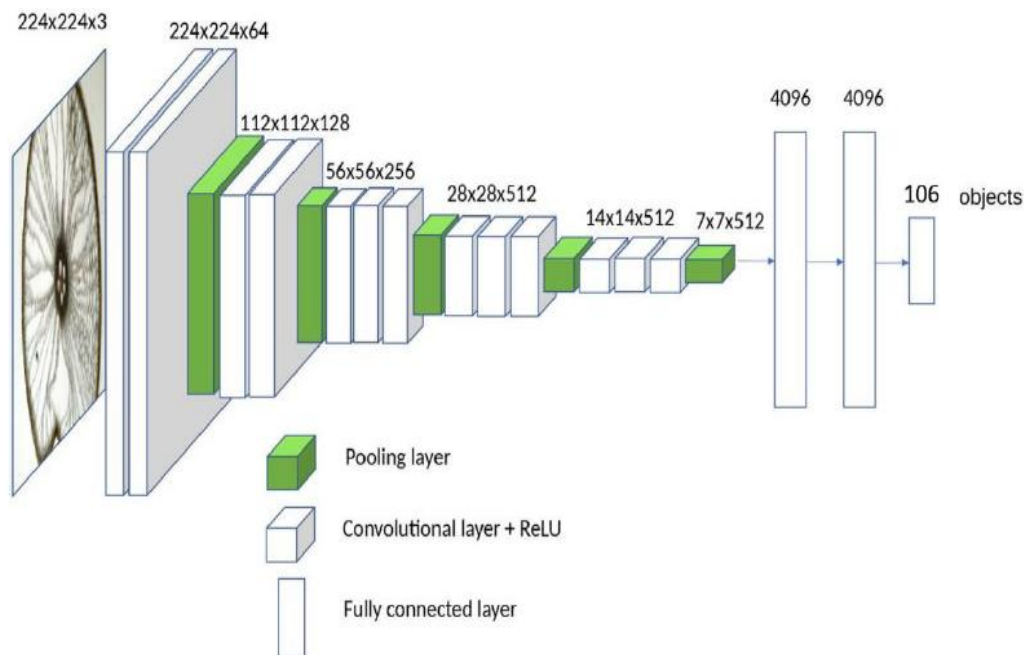 224x224x3
224x224x64
112x112x128
56x56x256
28x28x512
14x14x512
7x7x512
4096
4096
106 objects
Pooling layer
Convolutional layer + ReLU
Fully connected layer